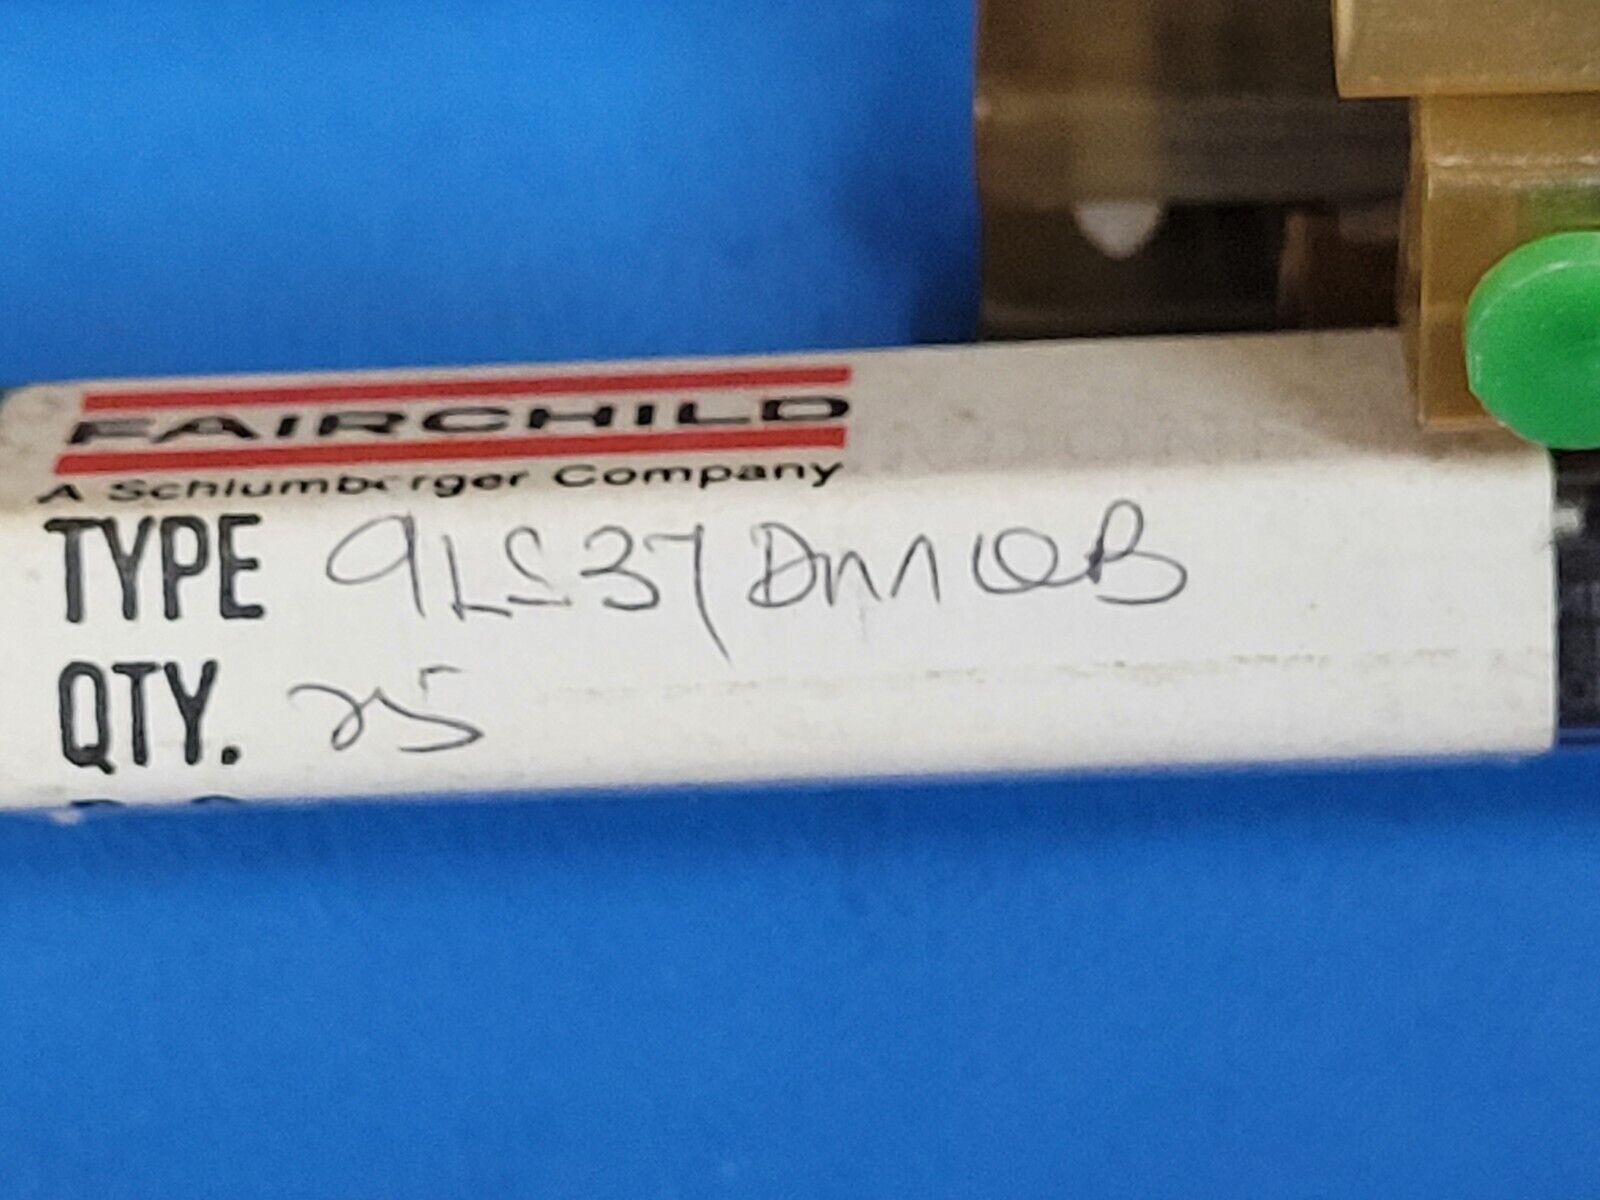 FAIRCHILD
A Schlumberger Company
TYPE 9LS37DMQB
QTY. 25